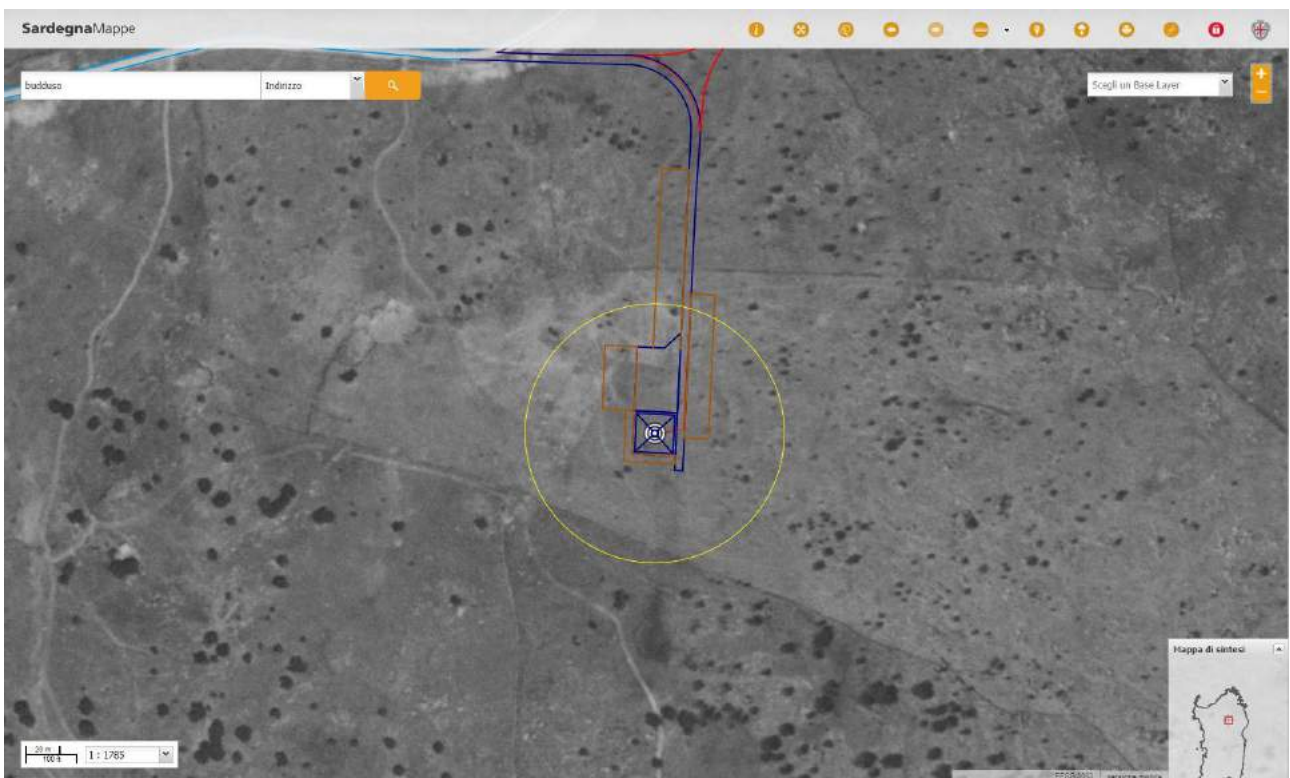 SardegnaMappe
budduso
Indirizzo
Scegli un Base Layer
+
−
Mappa di sintesi
20 m
100 ft
1 : 1785